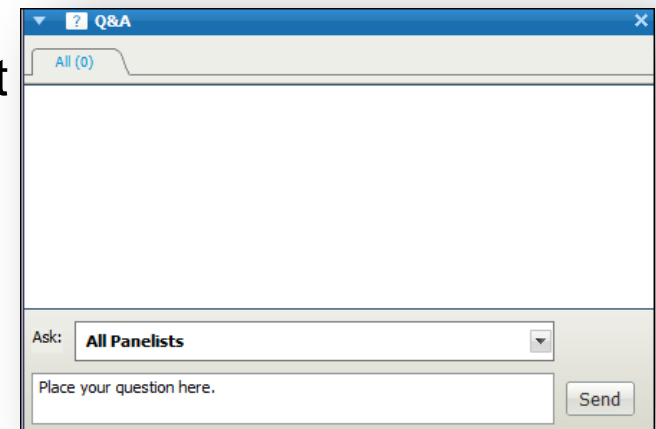 ? Q&A
All (0)
t
Ask: All Panelists
Place your question here.
Send